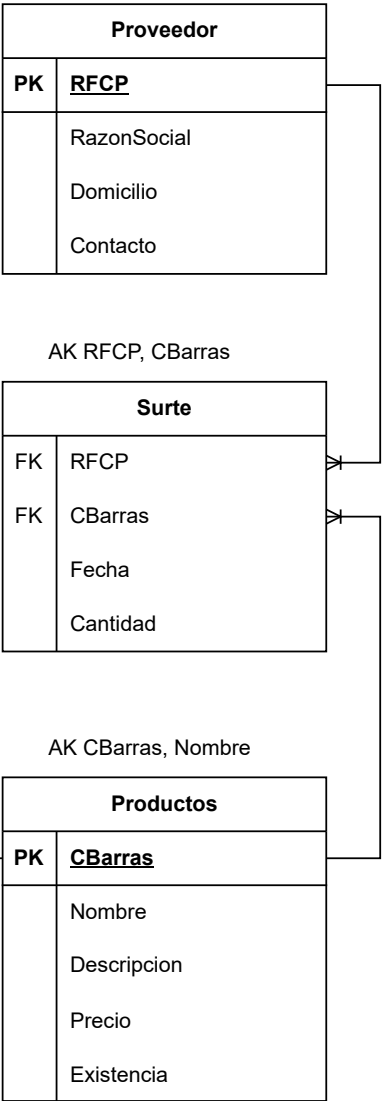 Proveedor
PK RFCP
RazonSocial
Domicilio
Contacto
AK RFCP, CBarras
Surte
FK RFCP
FK CBarras
Fecha
Cantidad
AK CBarras, Nombre
Productos
PK CBarras
Nombre
Descripcion
Precio
Existencia